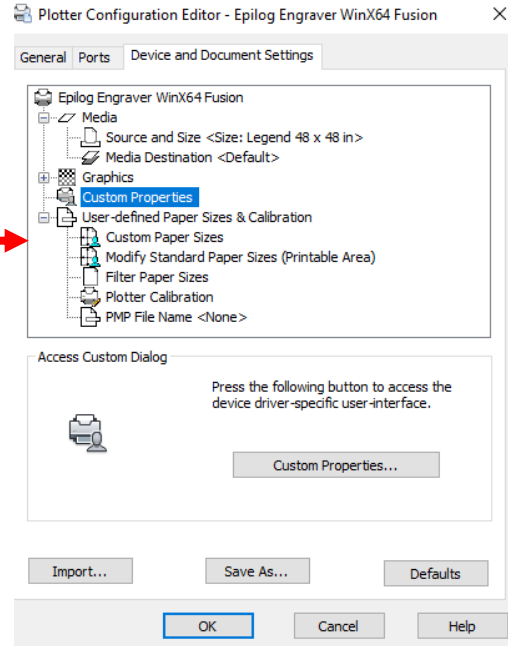 Plotter Configuration Editor - Epilog Engraver WinX64 Fusion
General Ports Device and Document Settings
Epilog Engraver WinX64 Fusion
Media
Source and Size <Size: Legend 48 x 48 in>
Media Destination <Default>
Graphics
Custom Properties
User-defined Paper Sizes & Calibration
Custom Paper Sizes
Modify Standard Paper Sizes (Printable Area)
Filter Paper Sizes
Plotter Calibration
PMP File Name <None>
Access Custom Dialog
Press the following button to access the
device driver-specific user-interface.
Custom Properties...
Import... Save As... Defaults
OK Cancel Help